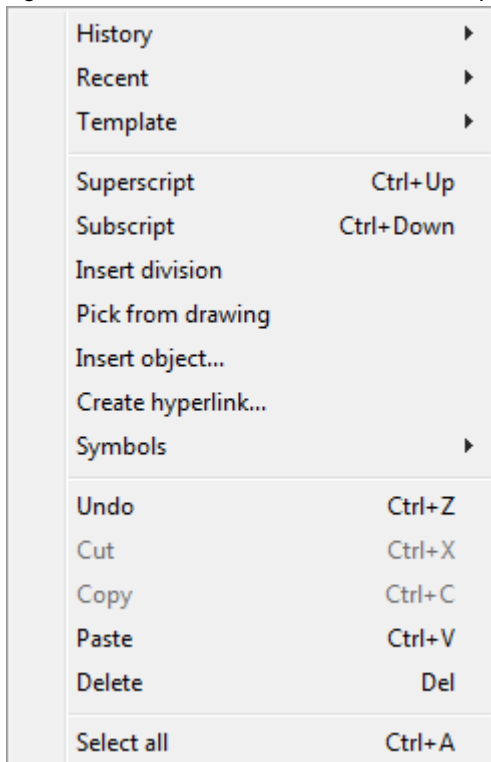 History
Recent
Template
Superscript Ctrl+Up
Subscript Ctrl+Down
Insert division
Pick from drawing
Insert object...
Create hyperlink...
Symbols
Undo Ctrl+Z
Cut Ctrl+X
Copy Ctrl+C
Paste Ctrl+V
Delete Del
Select all Ctrl+A